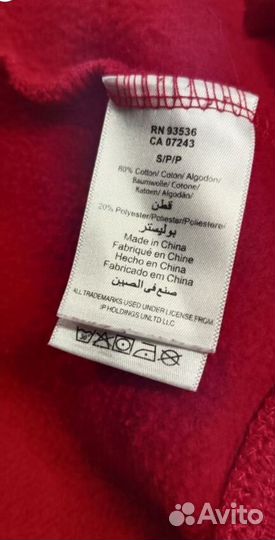 RN 93536
CA 07243
S/P/P
80% Cotton/Coton/Algodón/
Baumwolle/Cotone/
Katoen/Algodão/
قطن
20% Polyester/Poliester/Poliestere/
بوليستر
Made in China
Fabriqué en Chine
Hecho en China
Fabricado em China
صنع في الصين
ALL TRADEMARKS USED UNDER LICENSE FROM
IP HOLDINGS UNLTD LLC
Avito